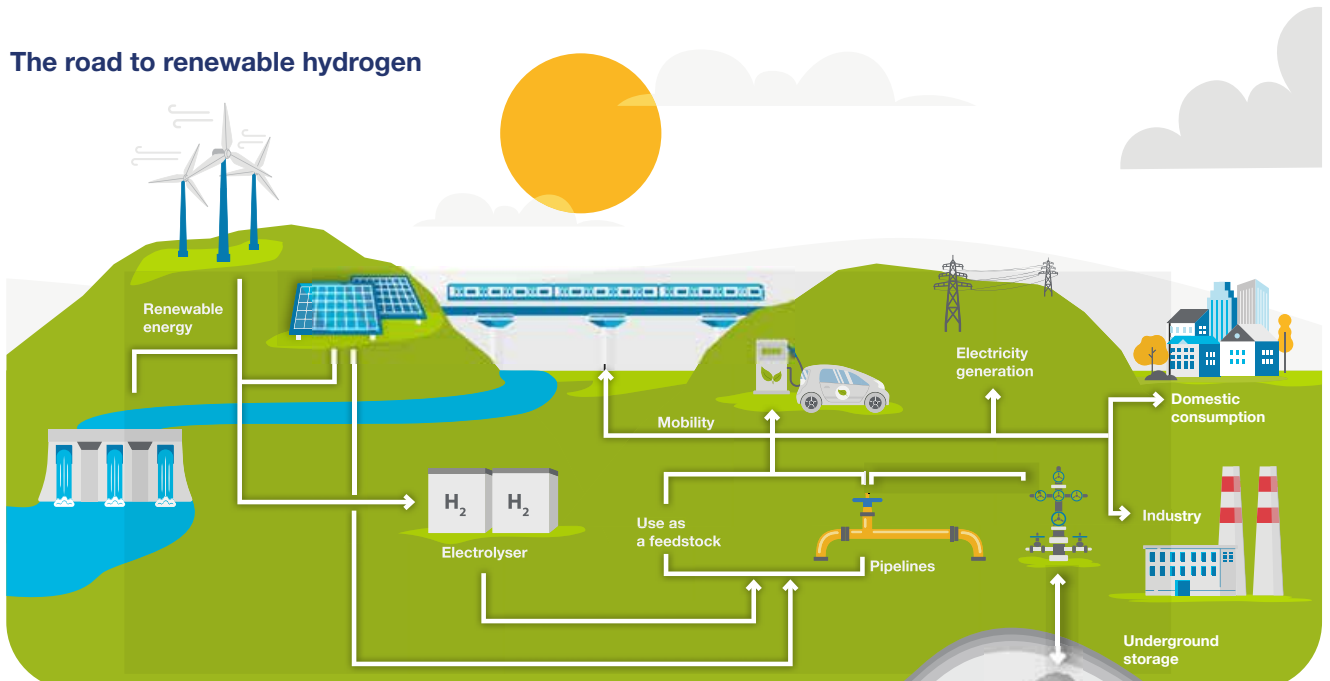 The road to renewable hydrogen
Renewable
energy
Electricity
generation
Domestic
consumption
Mobility
H2
H2
Electrolyser
Use as
a feedstock
Pipelines
Industry
Underground
storage